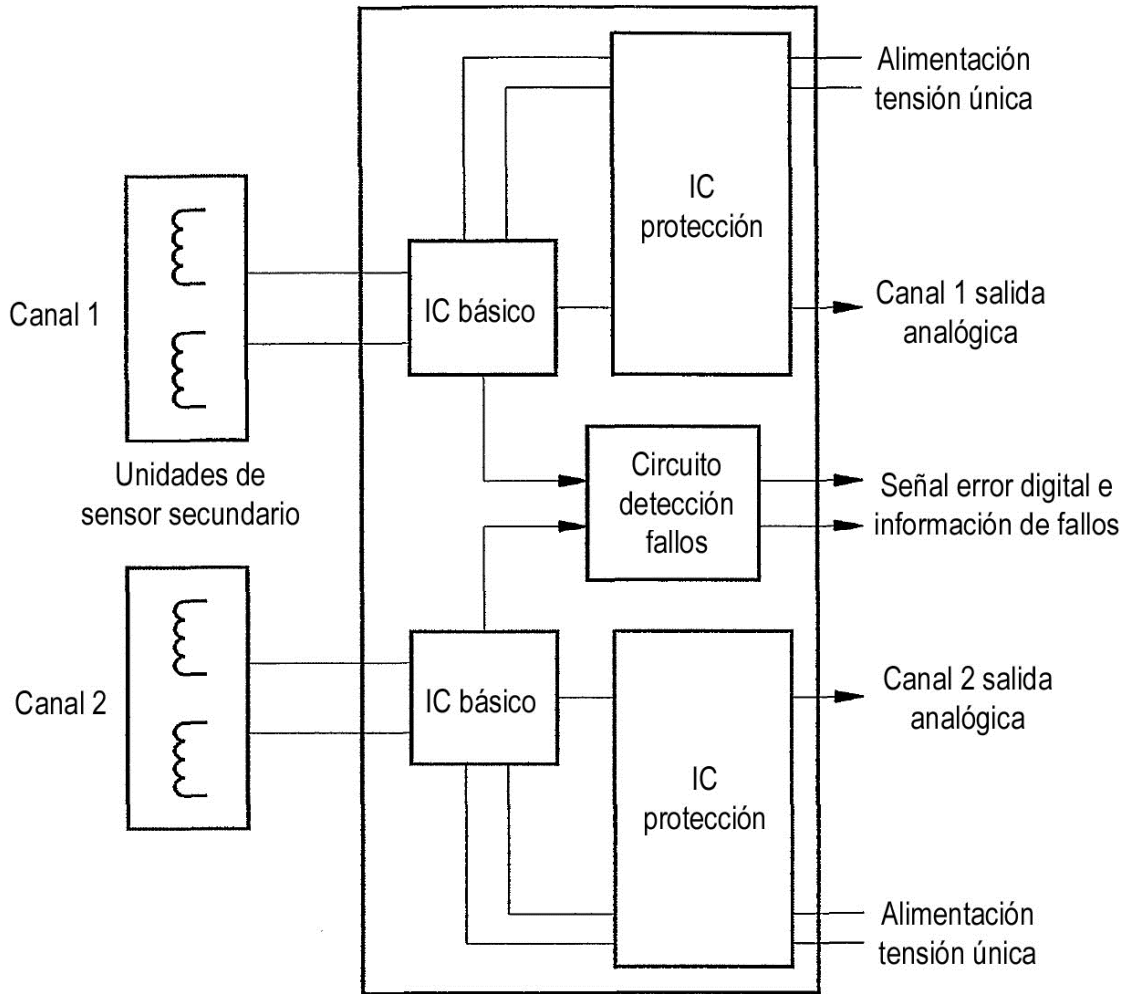 Alimentación
tensión única
IC
protección
IC básico
Canal 1
Canal 1 salida
analógica
Unidades de
sensor secundario
Circuito
detección
fallos
Señal error digital e
información de fallos
Canal 2
IC básico
Canal 2 salida
analógica
IC
protección
Alimentación
tensión única